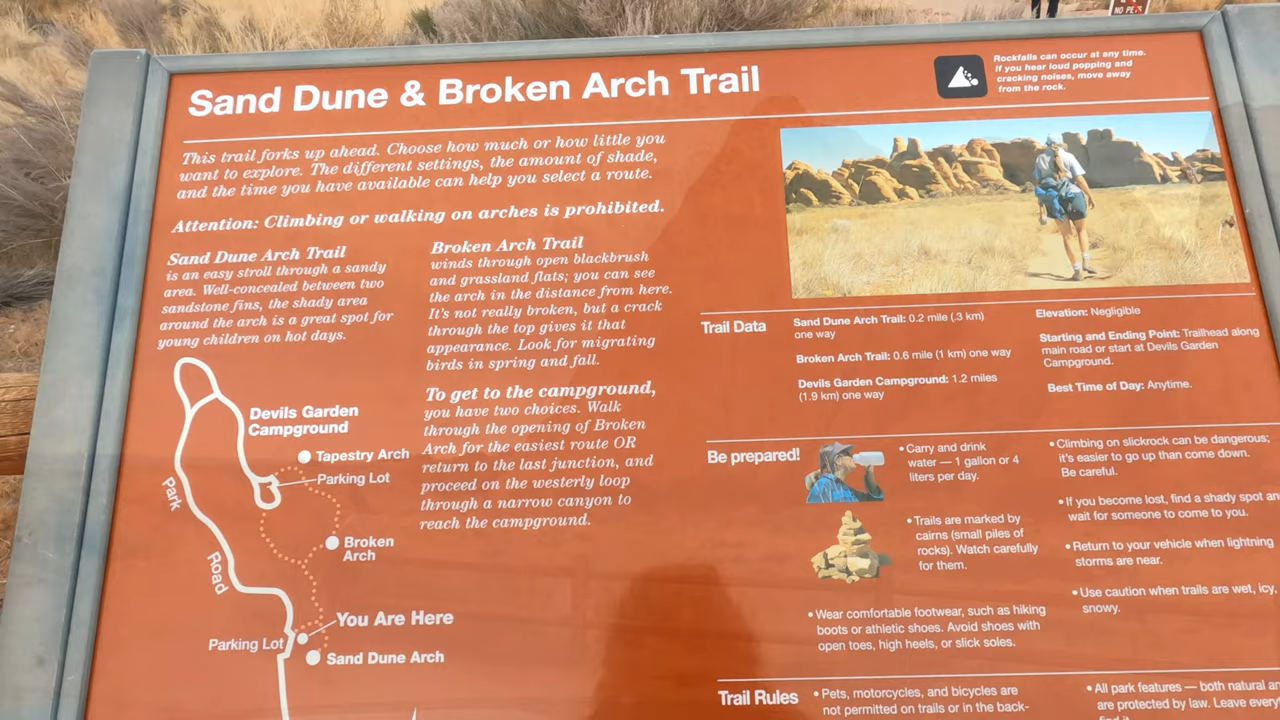 NO PE
Sand Dune & Broken Arch Trail
Rockfalls can occur at any time.
If you hear loud popping and
cracking noises, move away
from the rock.
This trail forks up ahead. Choose how much or how little you
want to explore. The different settings, the amount of shade,
and the time you have available can help you select a route.
Attention: Climbing or walking on arches is prohibited.
Sand Dune Arch Trail
is an easy stroll through a sandy
area. Well-concealed between two
sandstone fins, the shady area
around the arch is a great spot for
young children on hot days.
Broken Arch Trail
winds through open blackbrush
and grassland flats; you can see
the arch in the distance from here.
It's not really broken, but a crack
through the top gives it that
appearance. Look for migrating
birds in spring and fall.
To get to the campground,
you have two choices. Walk
through the opening of Broken
Arch for the easiest route OR
return to the last junction, and
proceed on the westerly loop
through a narrow canyon to
reach the campground.
Devils Garden
Campground
Tapestry Arch
Parking Lot
Park
Road
Broken
Arch
You Are Here
Parking Lot
Sand Dune Arch
Trail Data
Sand Dune Arch Trail: 0.2 mile (.3 km)
one way
Broken Arch Trail: 0.6 mile (1 km) one way
Devils Garden Campground: 1.2 miles
(1.9 km) one way
Elevation: Negligible
Starting and Ending Point: Trailhead along
main road or start at Devils Garden
Campground.
Best Time of Day: Anytime.
Be prepared!
• Carry and drink
water — 1 gallon or 4
liters per day.
• Trails are marked by
cairns (small piles of
rocks). Watch carefully
for them.
• Wear comfortable footwear, such as hiking
boots or athletic shoes. Avoid shoes with
open toes, high heels, or slick soles.
• Climbing on slickrock can be dangerous;
it's easier to go up than come down.
Be careful.
• If you become lost, find a shady spot an
wait for someone to come to you.
• Return to your vehicle when lightning
storms are near.
• Use caution when trails are wet, icy,
snowy.
Trail Rules
• Pets, motorcycles, and bicycles are
not permitted on trails or in the back-
• All park features — both natural an
are protected by law. Leave every